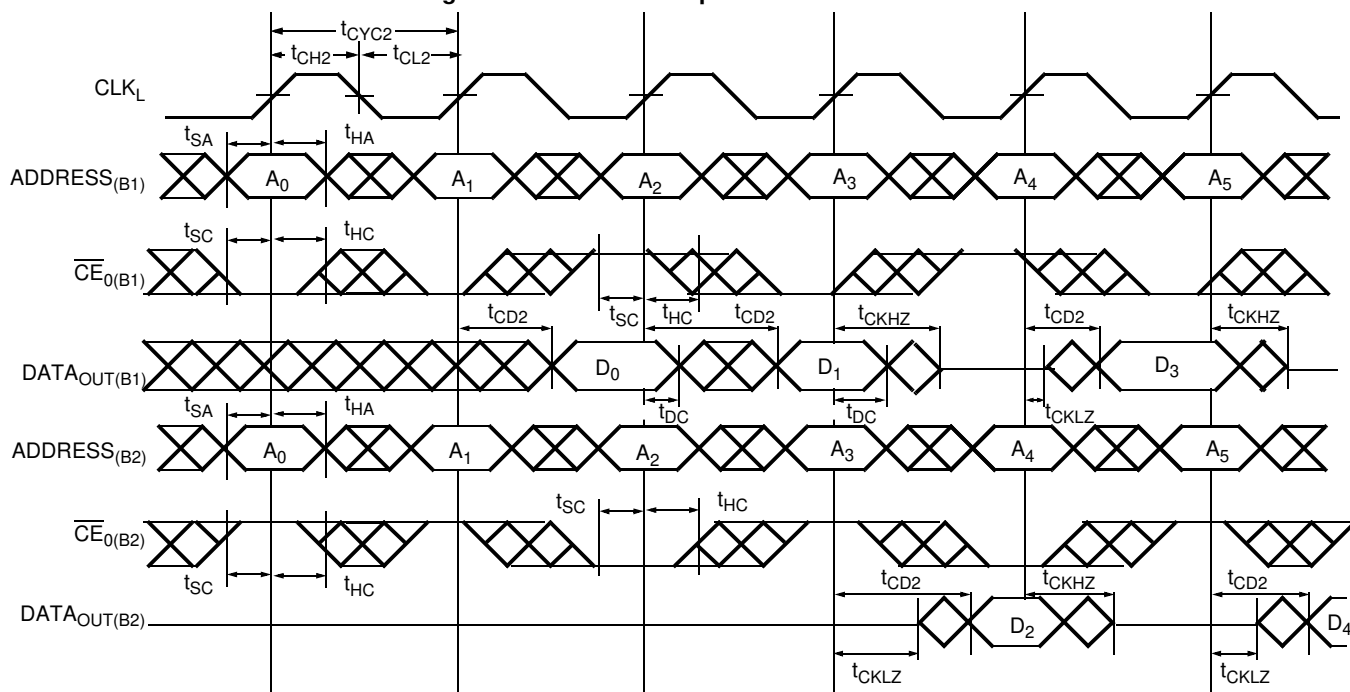 tCYC2
tCH2 tCL2
CLKL
tSA tHA
ADDRESS(B1) A0 A1 A2 A3 A4 A5
tSC tHC
CE0(B1)
tCD2 tSC tHC tCD2 tCKHZ tCD2 tCKHZ
DATAOUT(B1) D0 D1 D3
tSA tHA tDC tDC tCKLZ
ADDRESS(B2) A0 A1 A2 A3 A4 A5
tSC tHC
CE0(B2)
tSC tHC tCD2 tCKHZ tCD2
DATAOUT(B2) D2 D4
tCKLZ tCKLZ